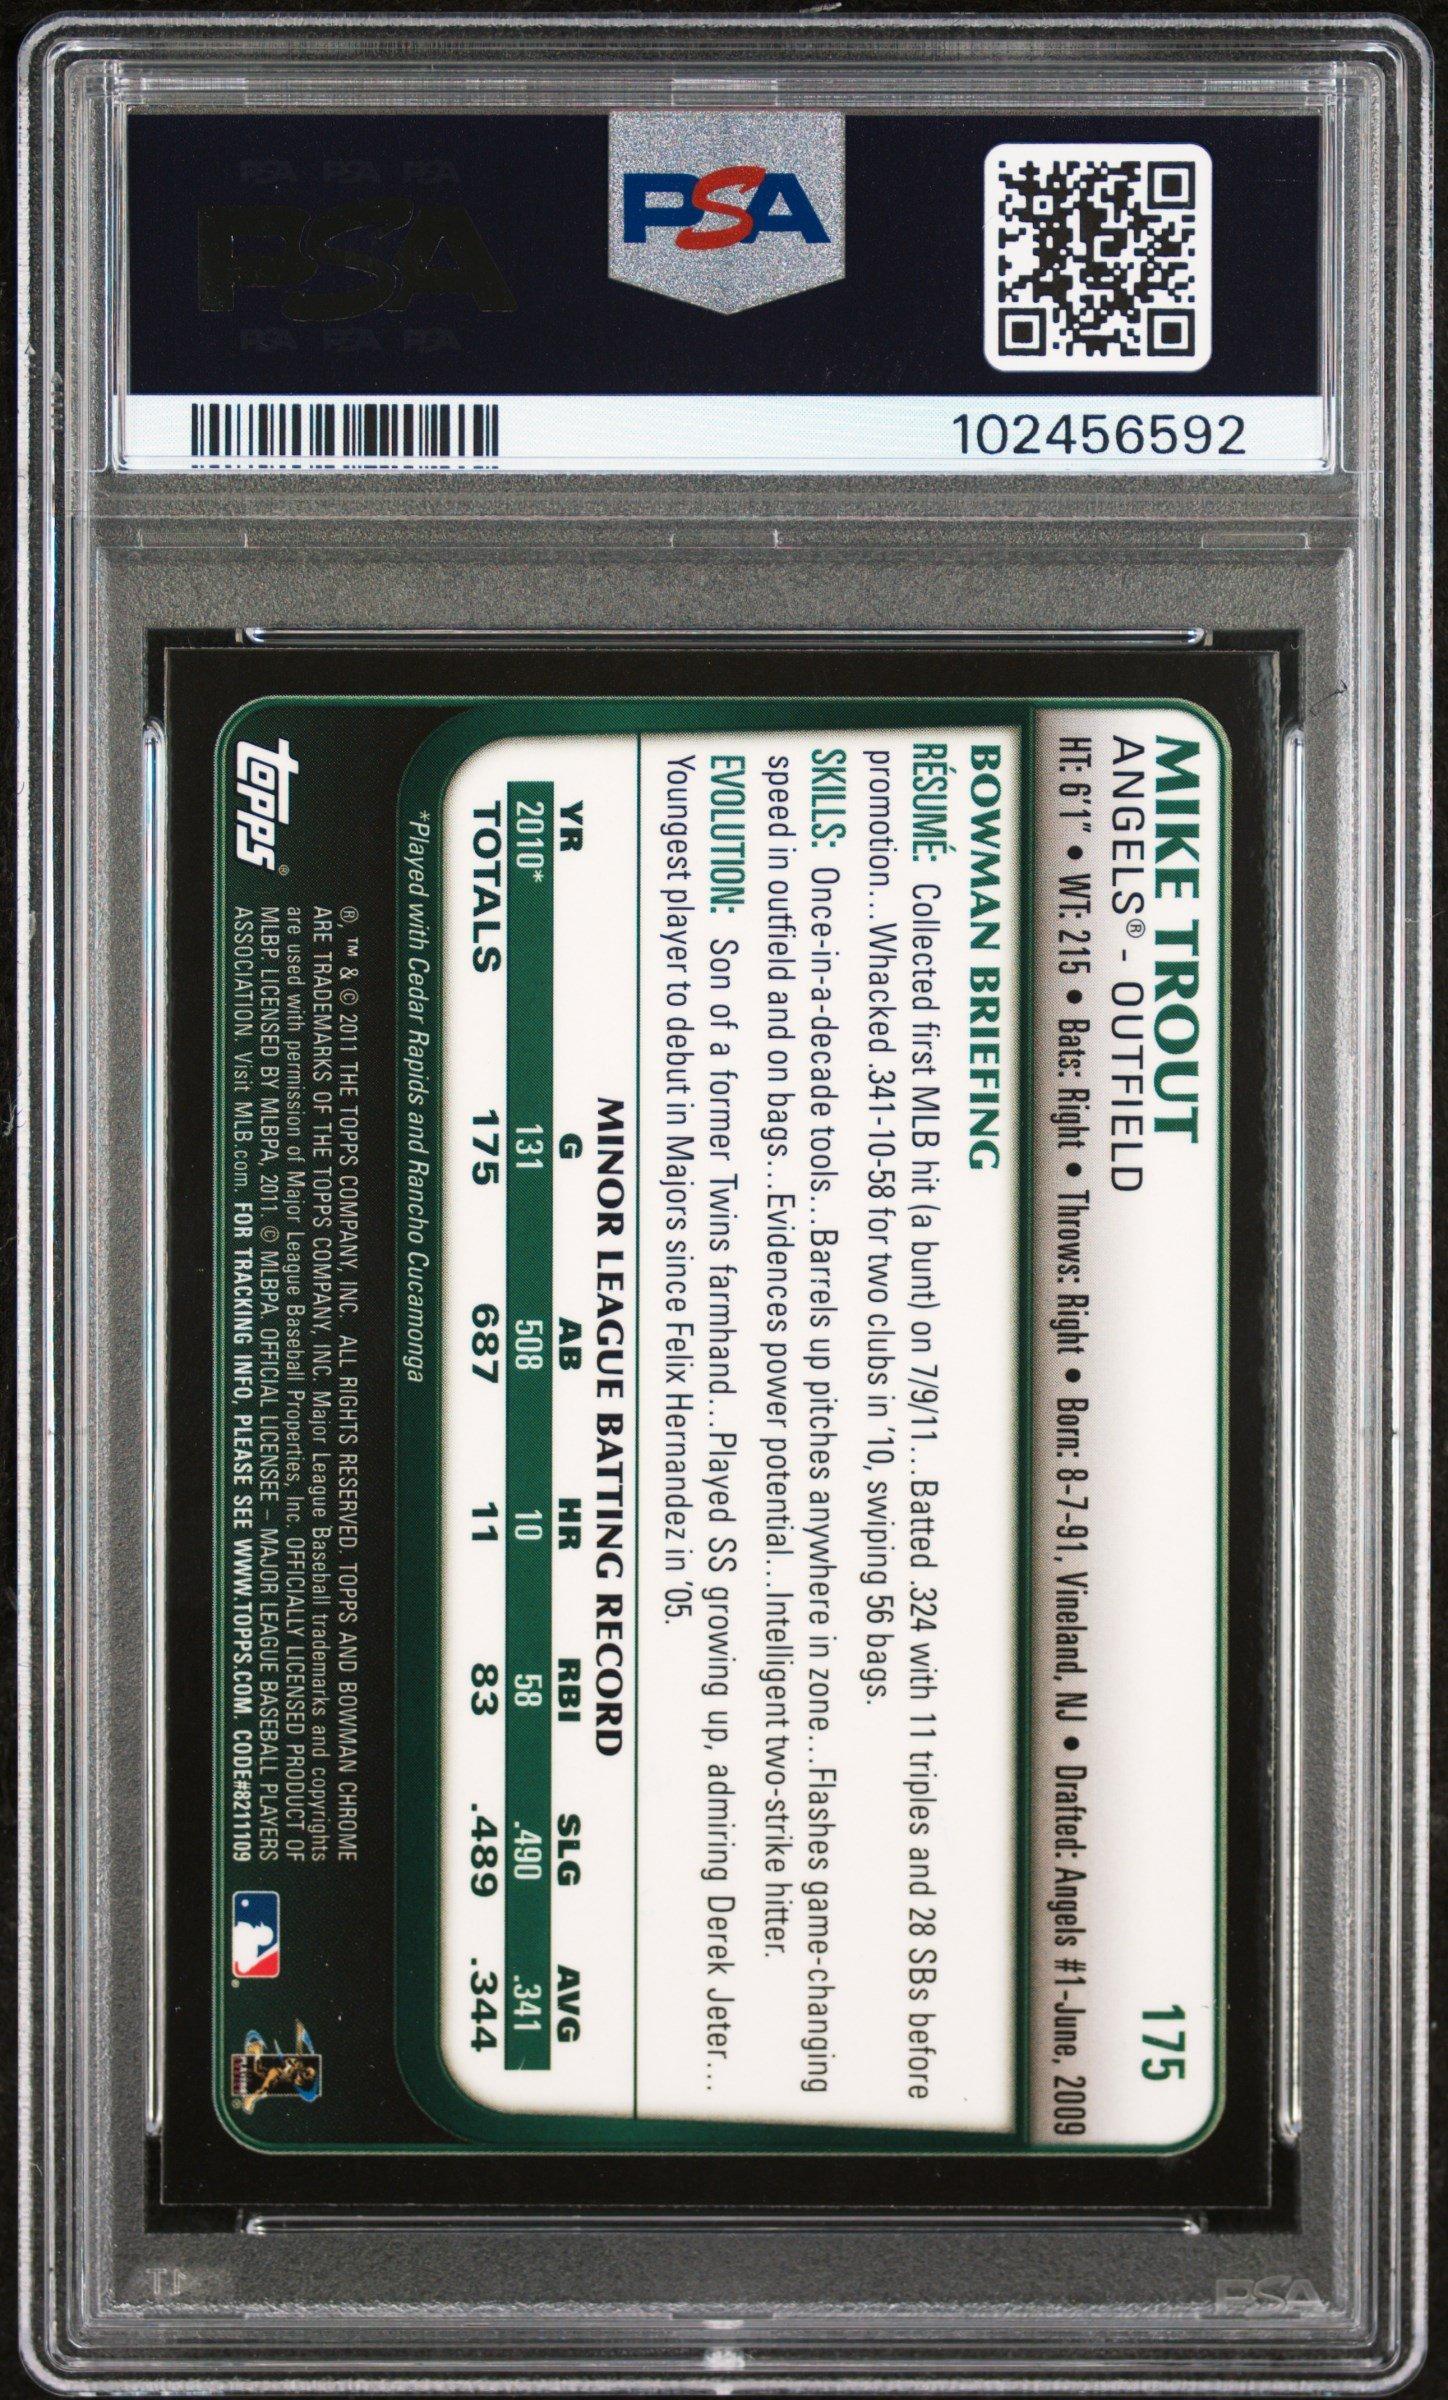 PSA PSA PSA
PSA
PSA PSA PSA
PSA
102456592
MIKE TROUT
175
ANGELS® - OUTFIELD
HT: 6'1" • WT: 215 • Bats: Right • Throws: Right • Born: 8-7-91, Vineland, NJ • Drafted: Angels #1-June, 2009
BOWMAN BRIEFING
RÉSUMÉ: Collected first MLB hit (a bunt) on 7/9/11...Batted .324 with 11 triples and 28 SBs before
promotion...Whacked .341-10-58 for two clubs in '10, swiping 56 bags.
SKILLS: Once-in-a-decade tools...Barrels up pitches anywhere in zone...Flashes game-changing
speed in outfield and on bags...Evidences power potential...Intelligent two-strike hitter.
EVOLUTION: Son of a former Twins farmhand...Played SS growing up, admiring Derek Jeter...
Youngest player to debut in Majors since Felix Hernandez in '05.
MINOR LEAGUE BATTING RECORD
YR G AB HR RBI SLG AVG
2010* 131 508 10 58 .490 .341
TOTALS 175 687 11 83 .489 .344
*Played with Cedar Rapids and Rancho Cucamonga
topps®
®, ™ & © 2011 THE TOPPS COMPANY, INC. ALL RIGHTS RESERVED. TOPPS AND BOWMAN CHROME
ARE TRADEMARKS OF THE TOPPS COMPANY, INC. Major League Baseball trademarks and copyrights
are used with permission of Major League Baseball Properties, Inc. OFFICIALLY LICENSED PRODUCT OF
MLBP. LICENSED BY MLBPA, 2011. © MLBPA. OFFICIAL LICENSEE – MAJOR LEAGUE BASEBALL PLAYERS
ASSOCIATION. Visit MLB.com. FOR TRACKING INFO, PLEASE SEE WWW.TOPPS.COM. CODE#8211109
PSA